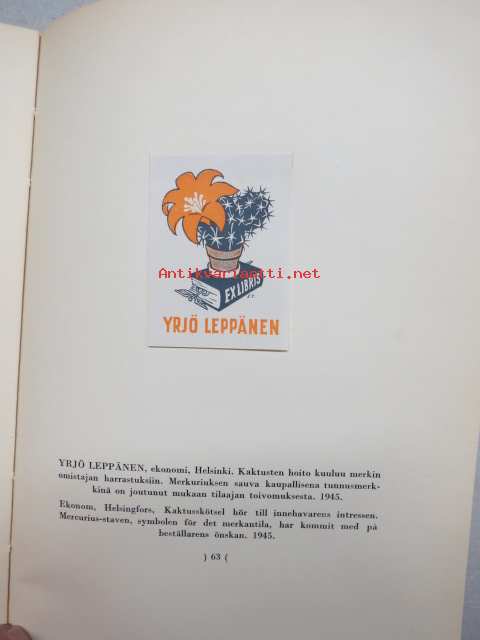 Antikvariaatti.net
EX LIBRIS
YRJÖ LEPPÄNEN
YRJÖ LEPPÄNEN, ekonomi, Helsinki. Kaktusten hoito kuuluu merkin
omistajan harrastuksiin. Merkuriuksen sauva kaupallisena tunnusmerk-
kinä on joutunut mukaan tilaajan toivomuksesta. 1945.
Ekonom, Helsingfors. Kaktusskötsel hör till innehavarens intressen.
Mercurius-staven, symbolen för det merkantila, har kommit med på
beställarens önskan. 1945.
) 63 (